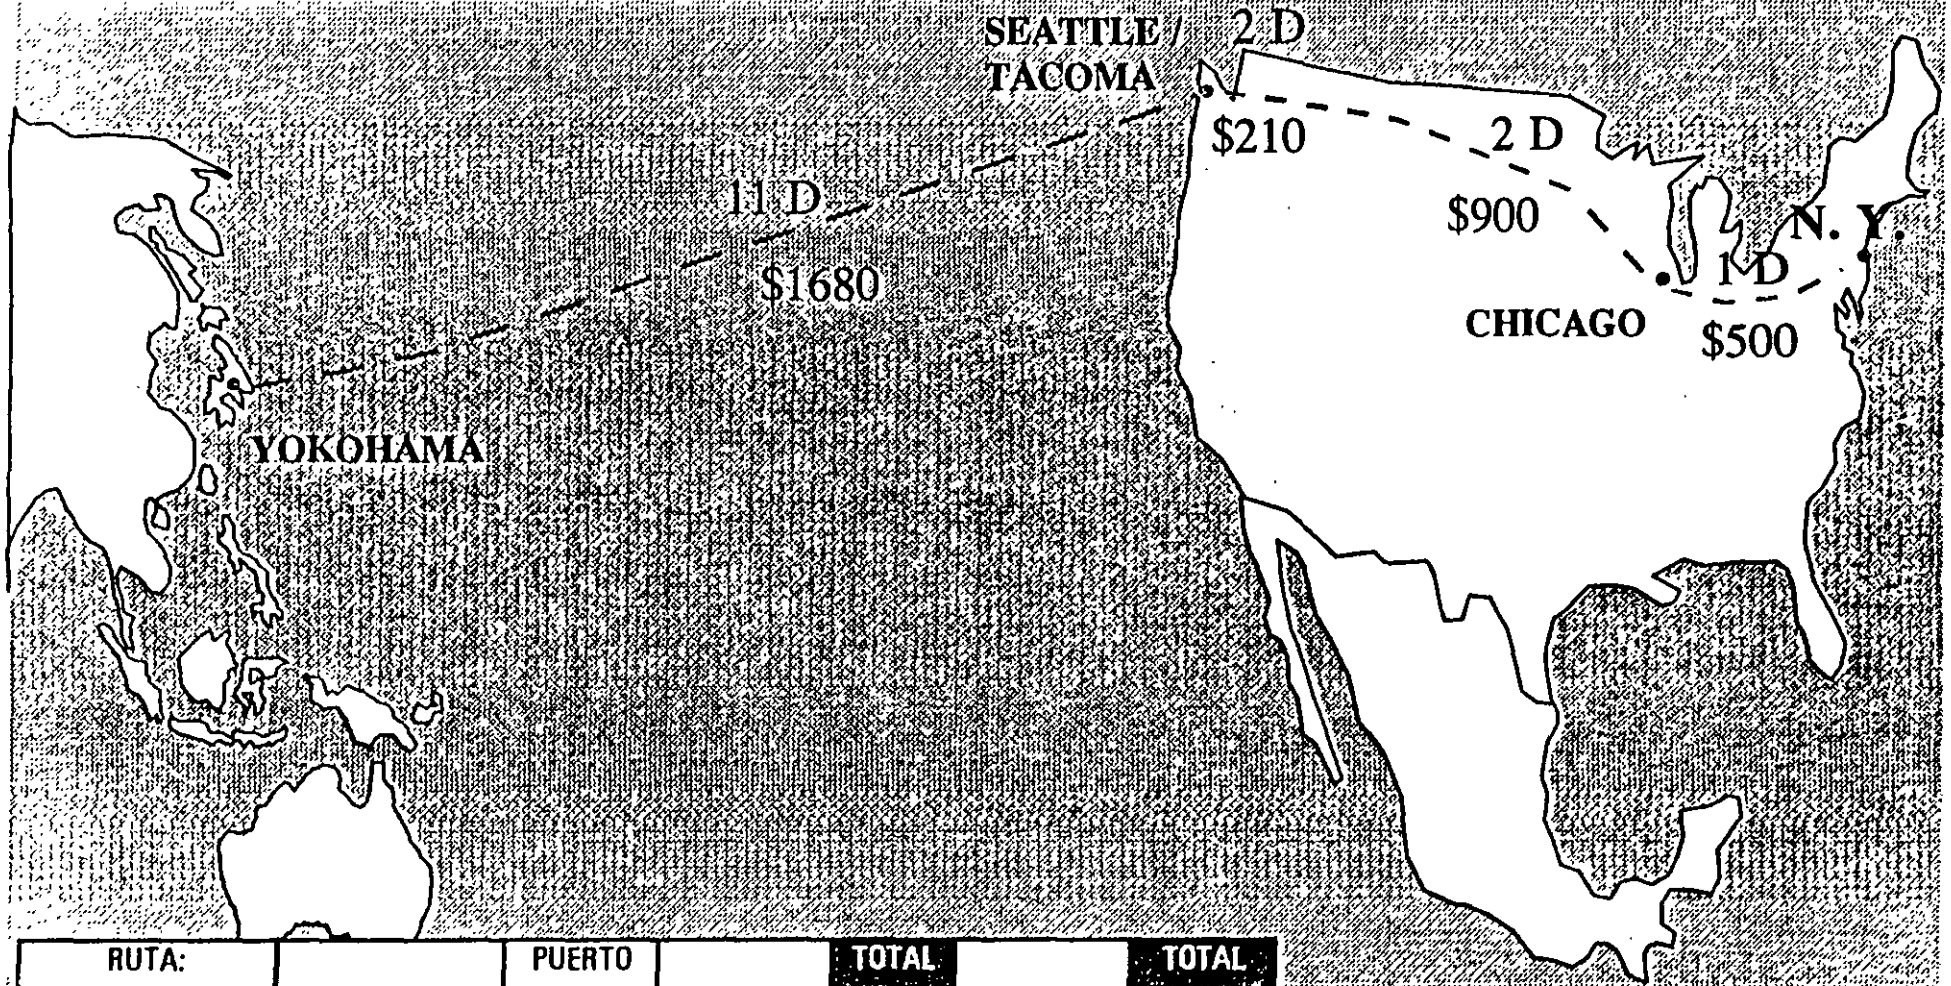 SEATTLE / 2 D
TACOMA
$210
2 D
11 D
$900
N. Y.
$1680
1 D
CHICAGO
$500
YOKOHAMA
RUTA: PUERTO TOTAL TOTAL